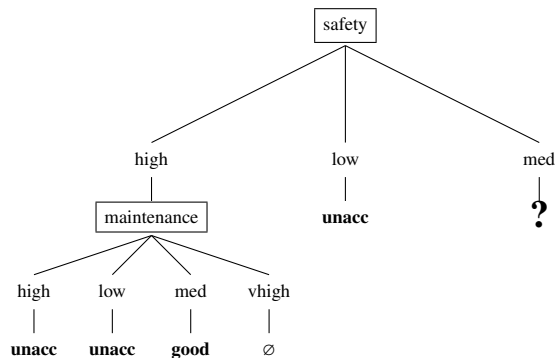 safety
high low med
maintenance unacc ?
high low med vhigh
unacc unacc good ∅